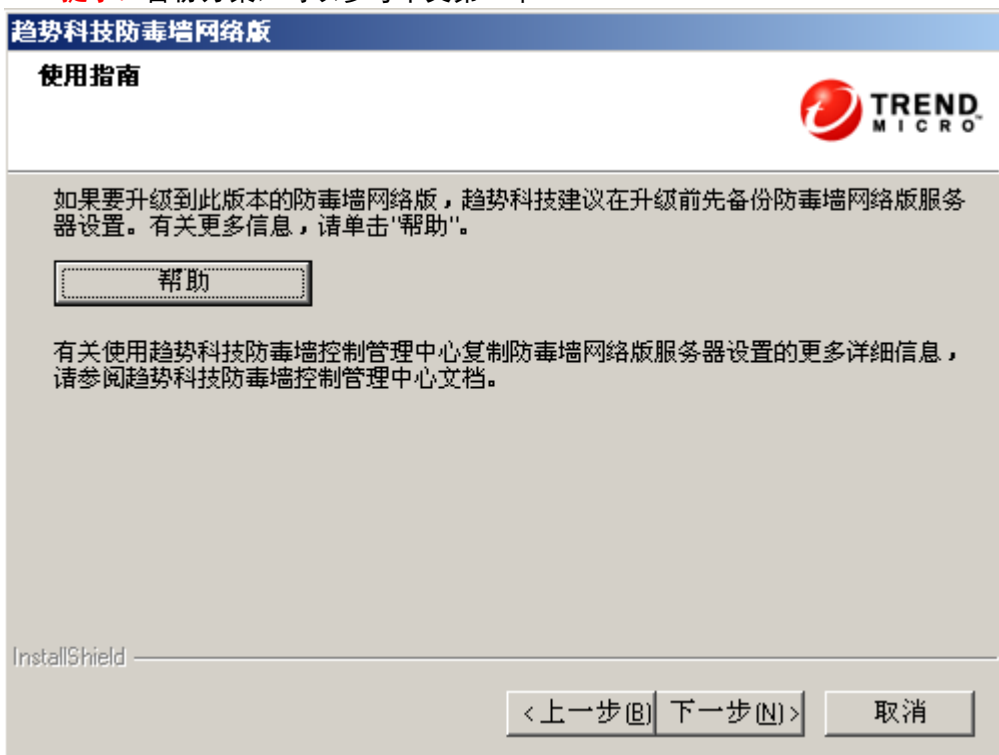 趋势科技防毒墙网络版
使用指南
TREND
MICRO™
如果要升级到此版本的防毒墙网络版，趋势科技建议在升级前先备份防毒墙网络版服务
器设置。有关更多信息，请单击"帮助"。
帮助
有关使用趋势科技防毒墙控制管理中心复制防毒墙网络版服务器设置的更多详细信息，
请参阅趋势科技防毒墙控制管理中心文档。
InstallShield
<上一步(B) 下一步(N)> 取消